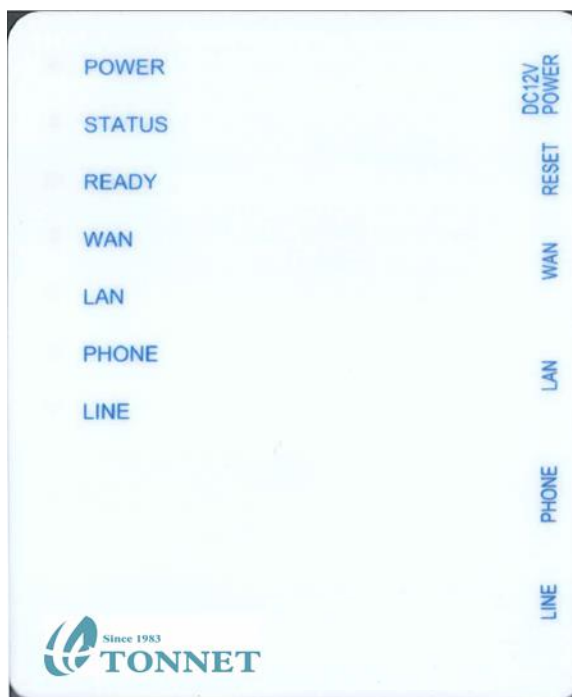 POWER
STATUS
READY
WAN
LAN
PHONE
LINE
DC12V
POWER
RESET
WAN
LAN
PHONE
LINE
Since 1983
TONNET